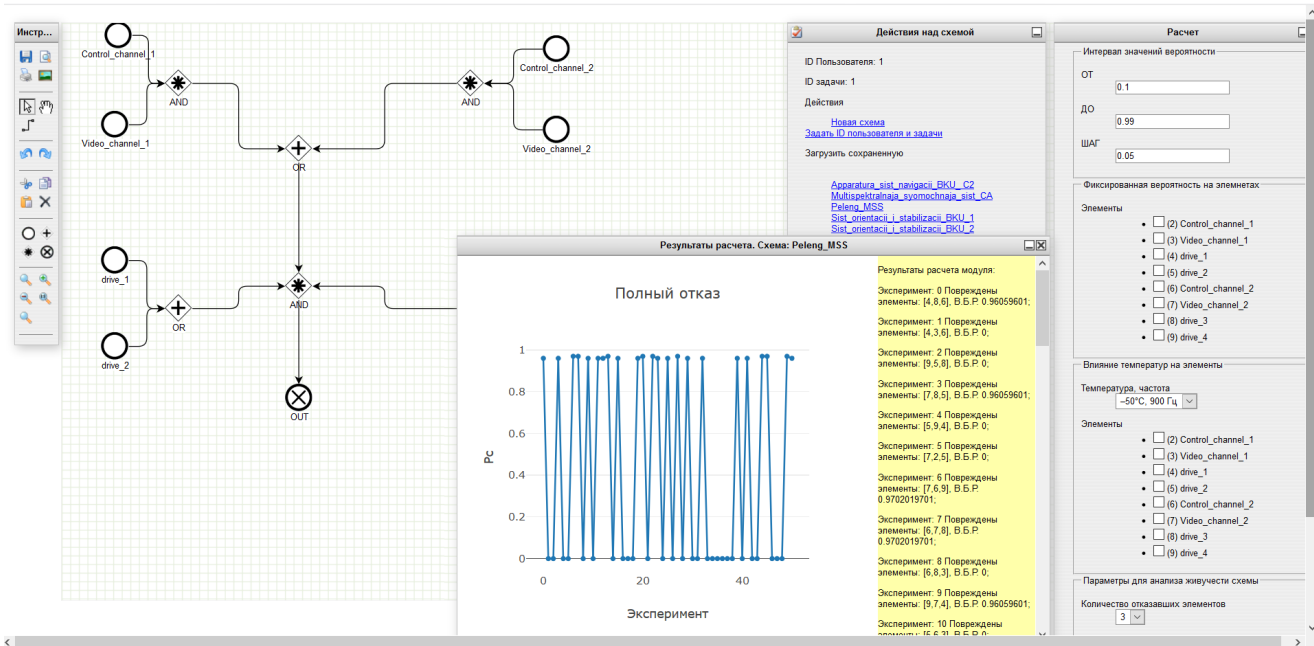 Инстр...
Control_channel_1
AND
Video_channel_1
Control_channel_2
AND
Video_channel_2
OR
drive_1
AND
OR
drive_2
OUT
Действия над схемой
ID Пользователя: 1
ID задачи: 1
Действия
Новая схема
Задать ID пользователя и задачи
Загрузить сохраненную
Apparatura_sist_navigacii_BKU_C2
Multispektralnaja_syomochnaja_sist_CA
Peleng_MSS
Sist_orientacii_i_stabilizacii_BKU_1
Sist_orientacii_i_stabilizacii_BKU_2
Результаты расчета. Схема: Peleng_MSS
Полный отказ
Pc
1
0.8
0.6
0.4
0.2
0
0
20
40
Эксперимент
Результаты расчета модуля:
Эксперимент: 0 Повреждены
элементы: [4,8,6], В.Б.Р. 0.96059601;
Эксперимент: 1 Повреждены
элементы: [4,3,6], В.Б.Р. 0;
Эксперимент: 2 Повреждены
элементы: [9,5,8], В.Б.Р. 0;
Эксперимент: 3 Повреждены
элементы: [7,8,5], В.Б.Р. 0.96059601;
Эксперимент: 4 Повреждены
элементы: [5,9,4], В.Б.Р. 0;
Эксперимент: 5 Повреждены
элементы: [7,2,5], В.Б.Р. 0;
Эксперимент: 6 Повреждены
элементы: [7,6,9], В.Б.Р.
0.9702019701;
Эксперимент: 7 Повреждены
элементы: [6,7,8], В.Б.Р.
0.9702019701;
Эксперимент: 8 Повреждены
элементы: [6,8,3], В.Б.Р. 0;
Эксперимент: 9 Повреждены
элементы: [9,7,4], В.Б.Р. 0.96059601;
Эксперимент: 10 Повреждены
элементы: [5,6,3], В.Б.Р. 0;
Расчет
Интервал значений вероятности
ОТ
0.1
ДО
0.99
ШАГ
0.05
Фиксированная вероятность на элемнетах
Элементы
(2) Control_channel_1
(3) Video_channel_1
(4) drive_1
(5) drive_2
(6) Control_channel_2
(7) Video_channel_2
(8) drive_3
(9) drive_4
Влияние температур на элементы
Температура, частота
–50°C, 900 Гц
Элементы
(2) Control_channel_1
(3) Video_channel_1
(4) drive_1
(5) drive_2
(6) Control_channel_2
(7) Video_channel_2
(8) drive_3
(9) drive_4
Параметры для анализа живучести схемы
Количество отказавших элементов
3